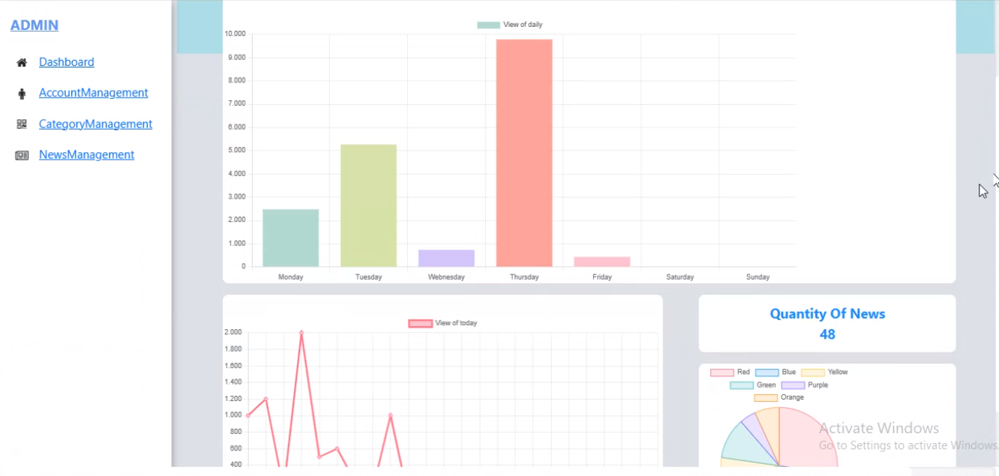 ADMIN
Dashboard
AccountManagement
CategoryManagement
NewsManagement
View of daily
10.000
9.000
8.000
7.000
6.000
5.000
4.000
3.000
2.000
1.000
0
Monday Tuesday Webnesday Thursday Friday Saturday Sunday
View of today
2.000
1.800
1.600
1.400
1.200
1.000
800
600
400
Quantity Of News
48
Red Blue Yellow
Green Purple
Orange
Activate Windows
Go to Settings to activate Windows.